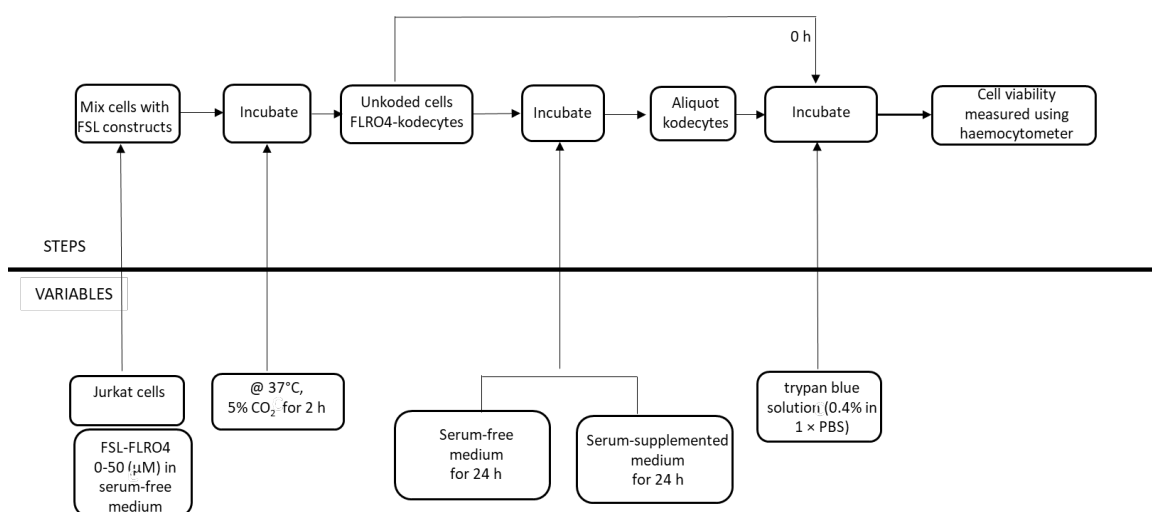 0 h
Mix cells with
FSL constructs
Incubate
Unkoded cells
FLRO4-kodecytes
Incubate
Aliquot
kodecytes
Incubate
Cell viability
measured using
haemocytometer
STEPS
VARIABLES
Jurkat cells
FSL-FLRO4
0-50 (μM) in
serum-free
medium
@ 37°C,
5% CO₂ for 2 h
Serum-free
medium
for 24 h
Serum-supplemented
medium
for 24 h
trypan blue
solution (0.4% in
1 × PBS)